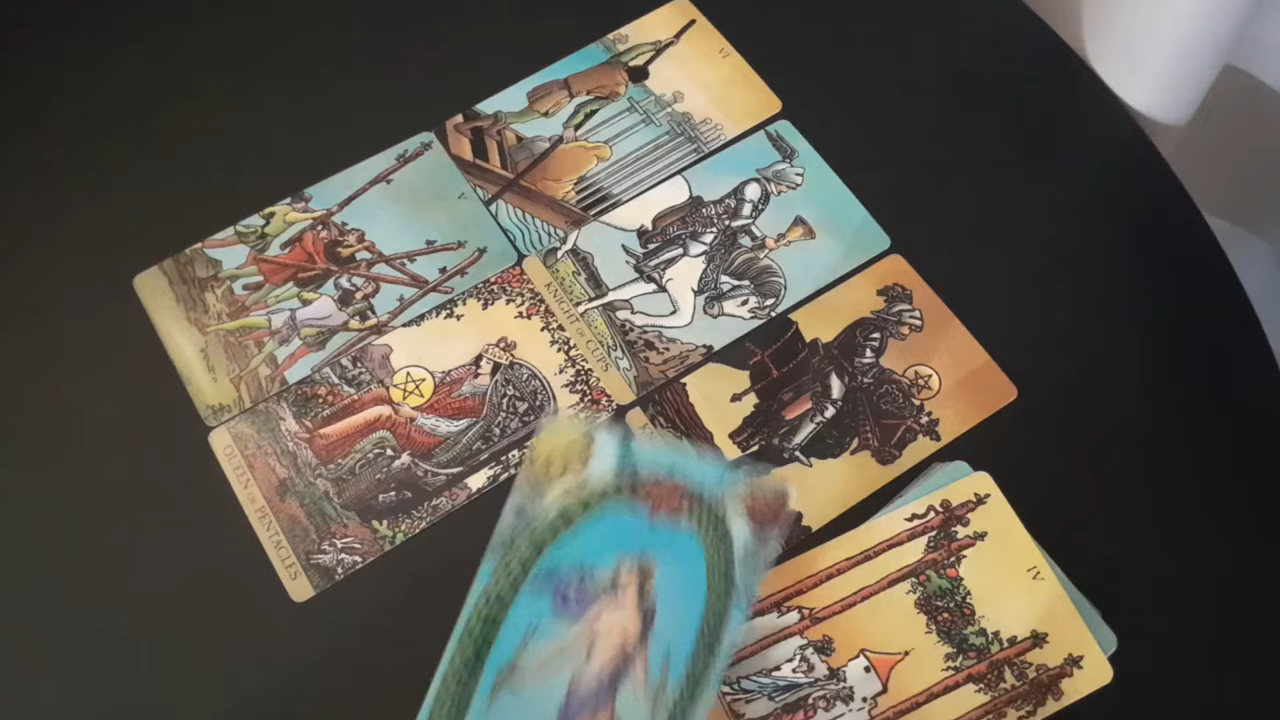 VI
V
KNIGHT OF CUPS
QUEEN OF PENTACLES
IV